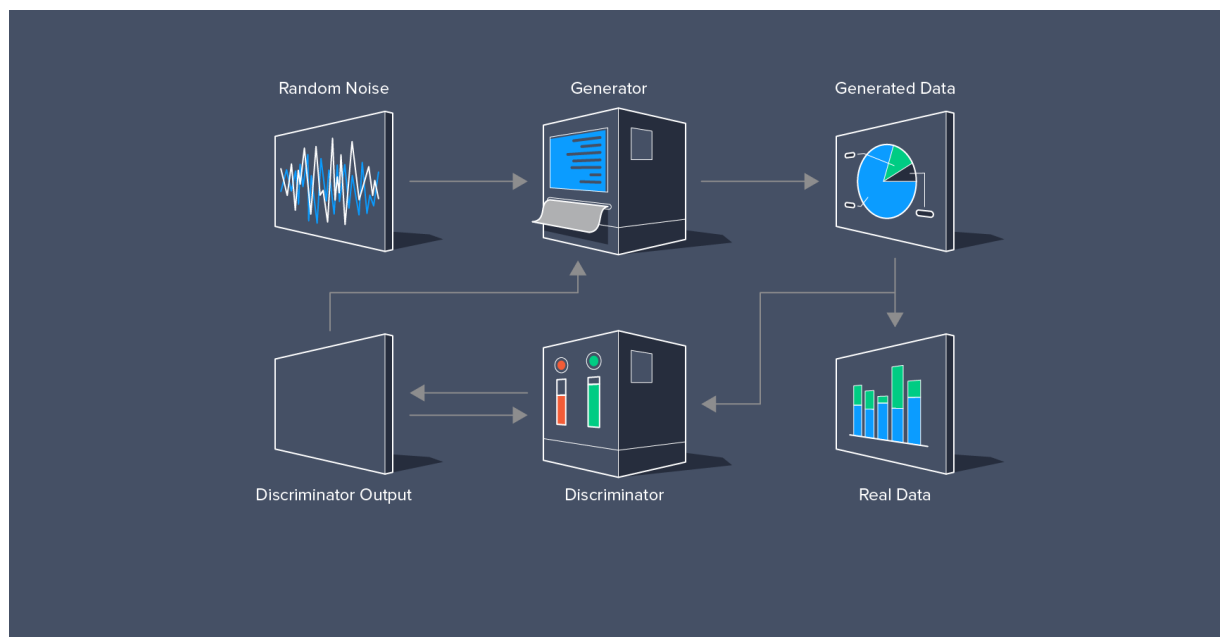 Random Noise
Generator
Generated Data
Discriminator Output
Discriminator
Real Data